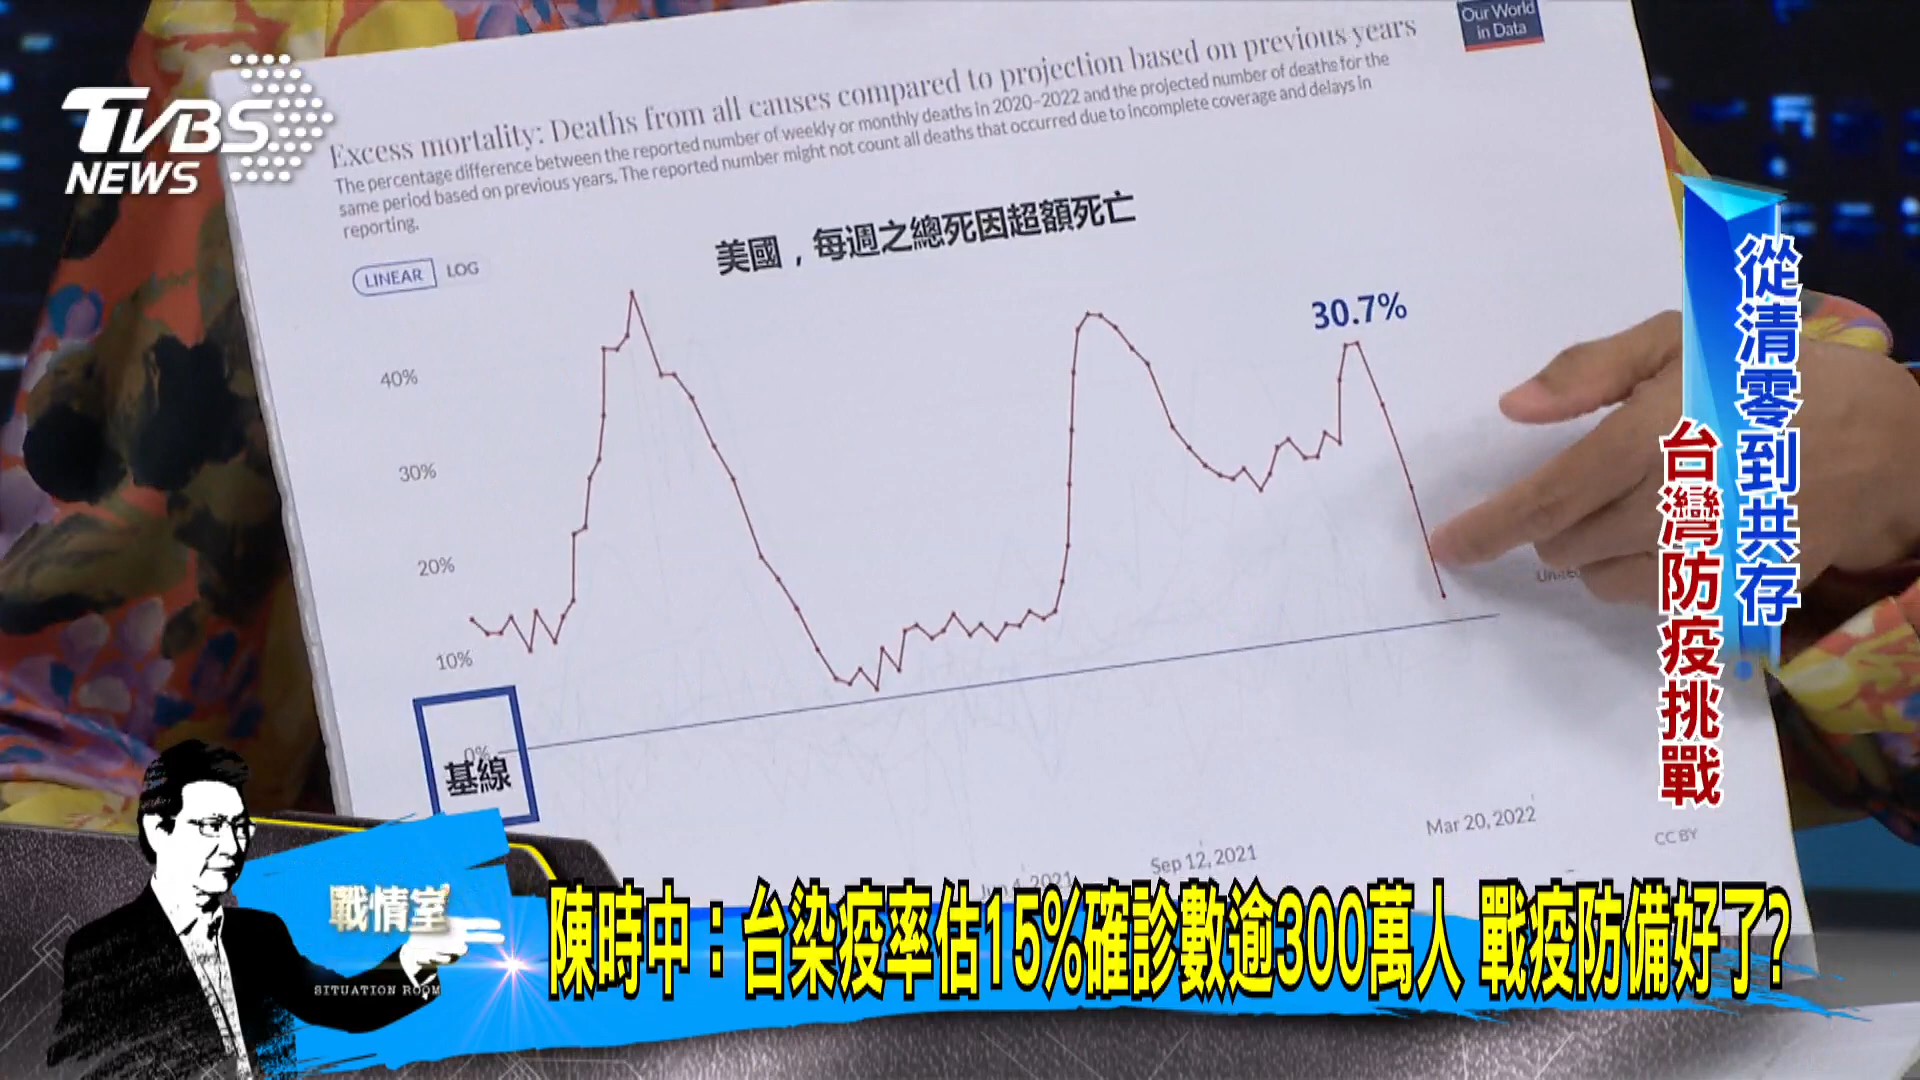 TVBS
NEWS
Our World
in Data
Excess mortality: Deaths from all causes compared to projection based on previous years
The percentage difference between the reported number of weekly or monthly deaths in 2020–2022 and the projected number of deaths for the
same period based on previous years. The reported number might not count all deaths that occurred due to incomplete coverage and delays in
reporting.
LINEAR
LOG
美國，每週之總死因超額死亡
30.7%
40%
30%
20%
10%
0%
基線
Sep 12, 2021
Mar 20, 2022
CC BY
從清零到共存
台灣防疫挑戰
戰情室
SITUATION ROOM
陳時中：台染疫率估15%確診數逾300萬人 戰疫防備好了?